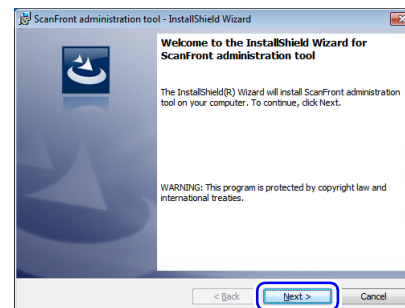 ScanFront administration tool - InstallShield Wizard
Welcome to the InstallShield Wizard for
ScanFront administration tool
The InstallShield(R) Wizard will install ScanFront administration
tool on your computer. To continue, click Next.
WARNING: This program is protected by copyright law and
international treaties.
< Back
Next >
Cancel